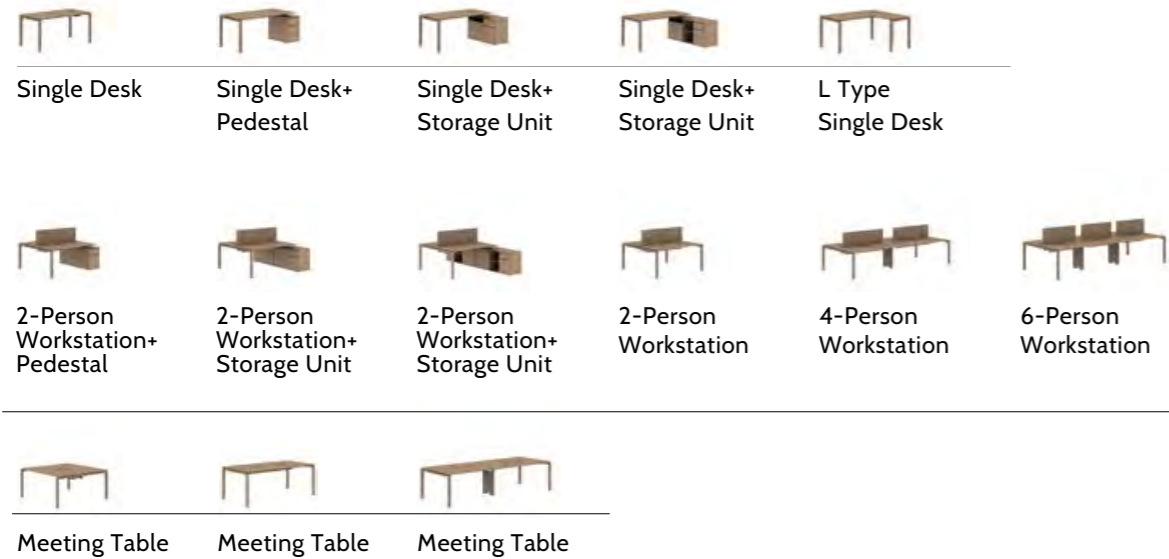 Single Desk
Single Desk+
Pedestal
Single Desk+
Storage Unit
Single Desk+
Storage Unit
L Type
Single Desk
2-Person
Workstation+
Pedestal
2-Person
Workstation+
Storage Unit
2-Person
Workstation+
Storage Unit
2-Person
Workstation
4-Person
Workstation
6-Person
Workstation
Meeting Table
Meeting Table
Meeting Table